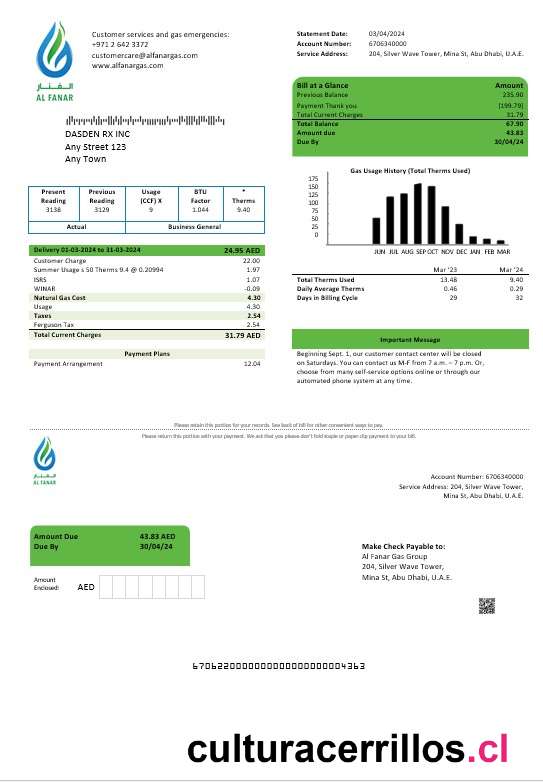 Customer services and gas emergencies:
+971 2 642 3372
customercare@alfanargas.com
www.alfanargas.com
الفنار
AL FANAR
Statement Date: 03/04/2024
Account Number: 6706340000
Service Address: 204, Silver Wave Tower, Mina St, Abu Dhabi, U.A.E.
Bill at a Glance Amount
Previous Balance 235.90
Payment Thank you (199.79)
Total Current Charges 31.79
Total Balance 67.90
Amount due 43.83
Due By 30/04/24
DASDEN RX INC
Any Street 123
Any Town
Present Reading Previous Reading Usage (CCF) X BTU Factor * Therms
3138 3129 9 1.044 9.40
Actual Business General
Gas Usage History (Total Therms Used)
175
150
125
100
75
50
25
0
JUN JUL AUG SEP OCT NOV DEC JAN FEB MAR
Delivery 01-03-2024 to 31-03-2024 24.95 AED
Customer Charge 22.00
Summer Usage ≤ 50 Therms 9.4 @ 0.20994 1.97
ISRS 1.07
WINAR -0.09
Natural Gas Cost 4.30
Usage 4.30
Taxes 2.54
Ferguson Tax 2.54
Total Current Charges 31.79 AED
Payment Plans
Payment Arrangement 12.04
Mar '23 Mar '24
Total Therms Used 13.48 9.40
Daily Average Therms 0.46 0.29
Days in Billing Cycle 29 32
Important Message
Beginning Sept. 1, our customer contact center will be closed
on Saturdays. You can contact us M-F from 7 a.m. – 7 p.m. Or,
choose from many self-service options online or through our
automated phone system at any time.
Please retain this portion for your records. See back of bill for other convenient ways to pay.
Please return this portion with your payment. We ask that you please don't fold staple or paper clip payment to your bill.
الفنار
AL FANAR
Account Number: 6706340000
Service Address: 204, Silver Wave Tower,
Mina St, Abu Dhabi, U.A.E.
Amount Due 43.83 AED
Due By 30/04/24
Amount
Enclosed: AED
Make Check Payable to:
Al Fanar Gas Group
204, Silver Wave Tower,
Mina St, Abu Dhabi, U.A.E.
culturacerrillos.cl